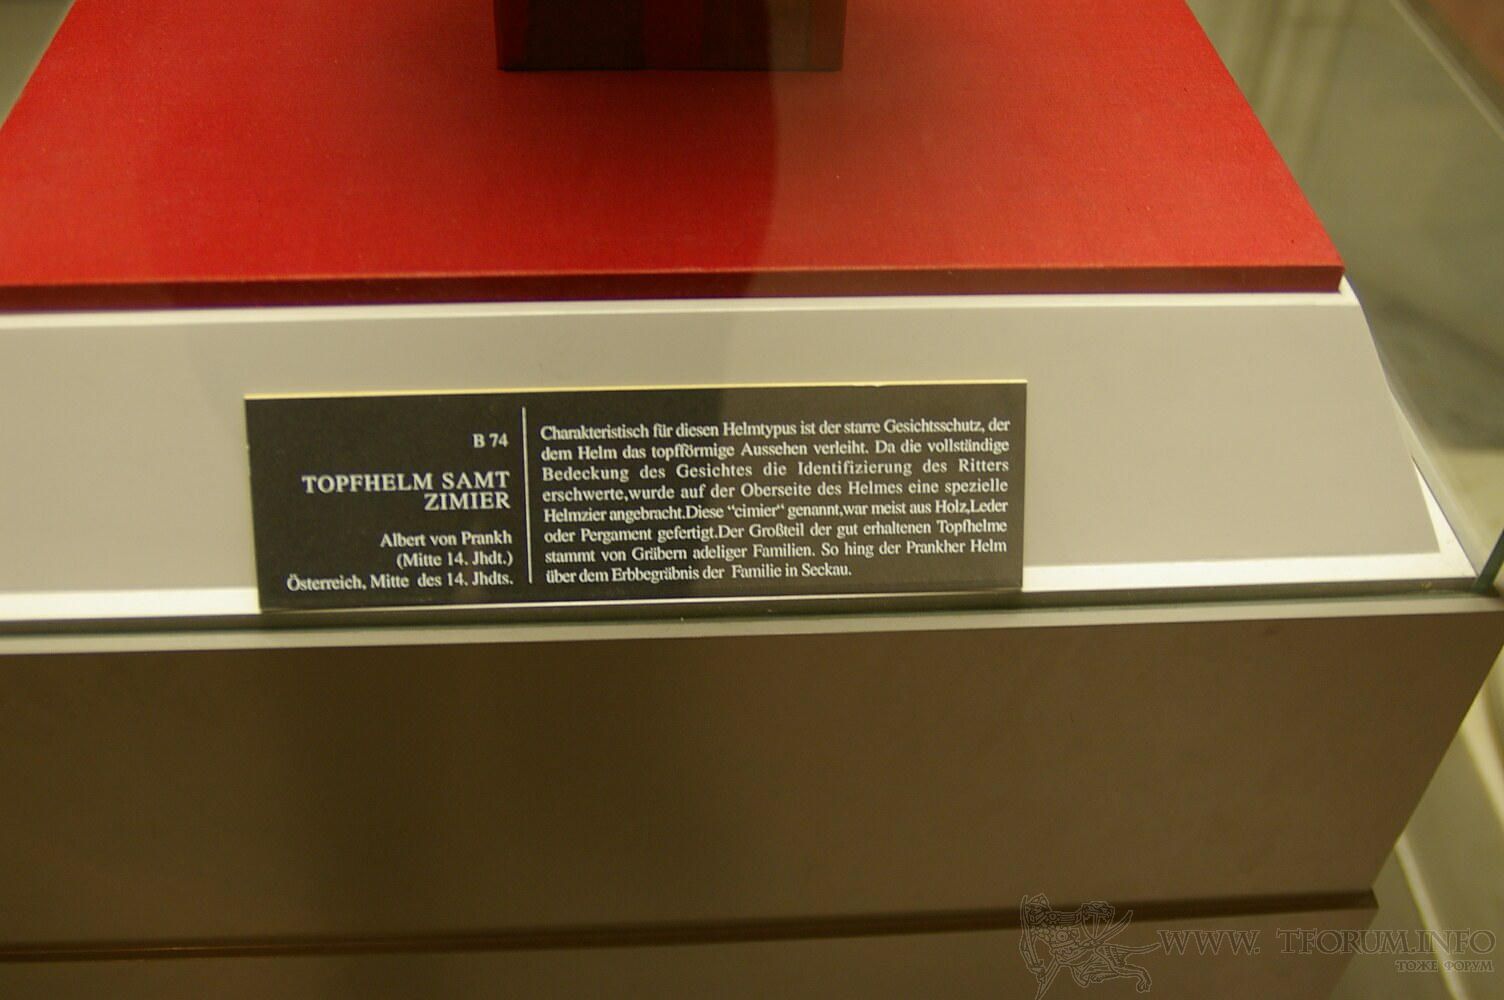 B 74
TOPFHELM SAMT
ZIMIER
Albert von Prankh
(Mitte 14. Jhdt.)
Österreich, Mitte des 14. Jhdts.
Charakteristisch für diesen Helmtypus ist der starre Gesichtsschutz, der
dem Helm das topfförmige Aussehen verleiht. Da die vollständige
Bedeckung des Gesichtes die Identifizierung des Ritters
erschwerte,wurde auf der Oberseite des Helmes eine spezielle
Helmzier angebracht.Diese “cimier“ genannt,war meist aus Holz,Leder
oder Pergament gefertigt.Der Großteil der gut erhaltenen Topfhelme
stammt von Gräbern adeliger Familien. So hing der Prankher Helm
über dem Erbbegräbnis der Familie in Seckau.
WWW. TFORUM.INFO
ТОЖЕ ФОРУМ